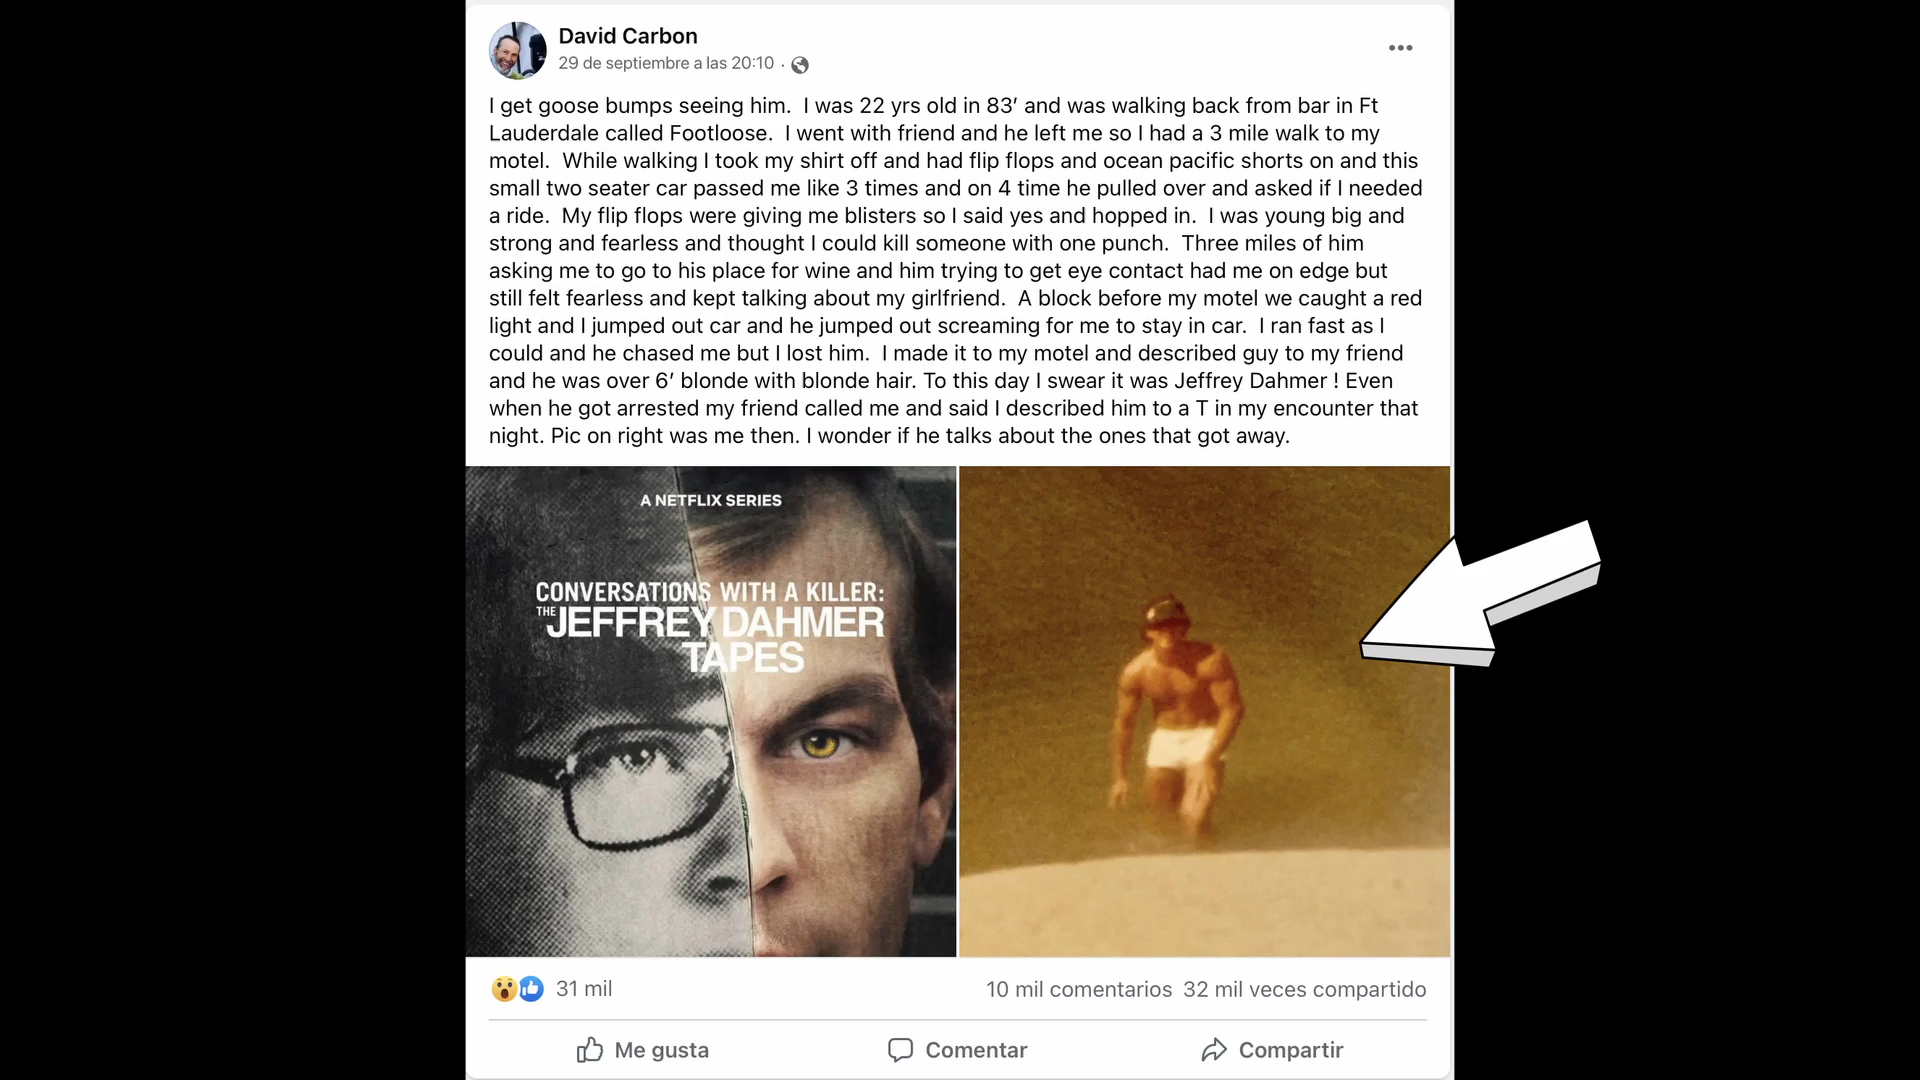 David Carbon
29 de septiembre a las 20:10 ·
I get goose bumps seeing him.  I was 22 yrs old in 83’ and was walking back from bar in Ft
Lauderdale called Footloose.  I went with friend and he left me so I had a 3 mile walk to my
motel.  While walking I took my shirt off and had flip flops and ocean pacific shorts on and this
small two seater car passed me like 3 times and on 4 time he pulled over and asked if I needed
a ride.  My flip flops were giving me blisters so I said yes and hopped in.  I was young big and
strong and fearless and thought I could kill someone with one punch.  Three miles of him
asking me to go to his place for wine and him trying to get eye contact had me on edge but
still felt fearless and kept talking about my girlfriend.  A block before my motel we caught a red
light and I jumped out car and he jumped out screaming for me to stay in car.  I ran fast as I
could and he chased me but I lost him.  I made it to my motel and described guy to my friend
and he was over 6’ blonde with blonde hair. To this day I swear it was Jeffrey Dahmer ! Even
when he got arrested my friend called me and said I described him to a T in my encounter that
night. Pic on right was me then. I wonder if he talks about the ones that got away.
A NETFLIX SERIES
CONVERSATIONS WITH A KILLER:
THE JEFFREY DAHMER
TAPES
31 mil
10 mil comentarios 32 mil veces compartido
Me gusta
Comentar
Compartir